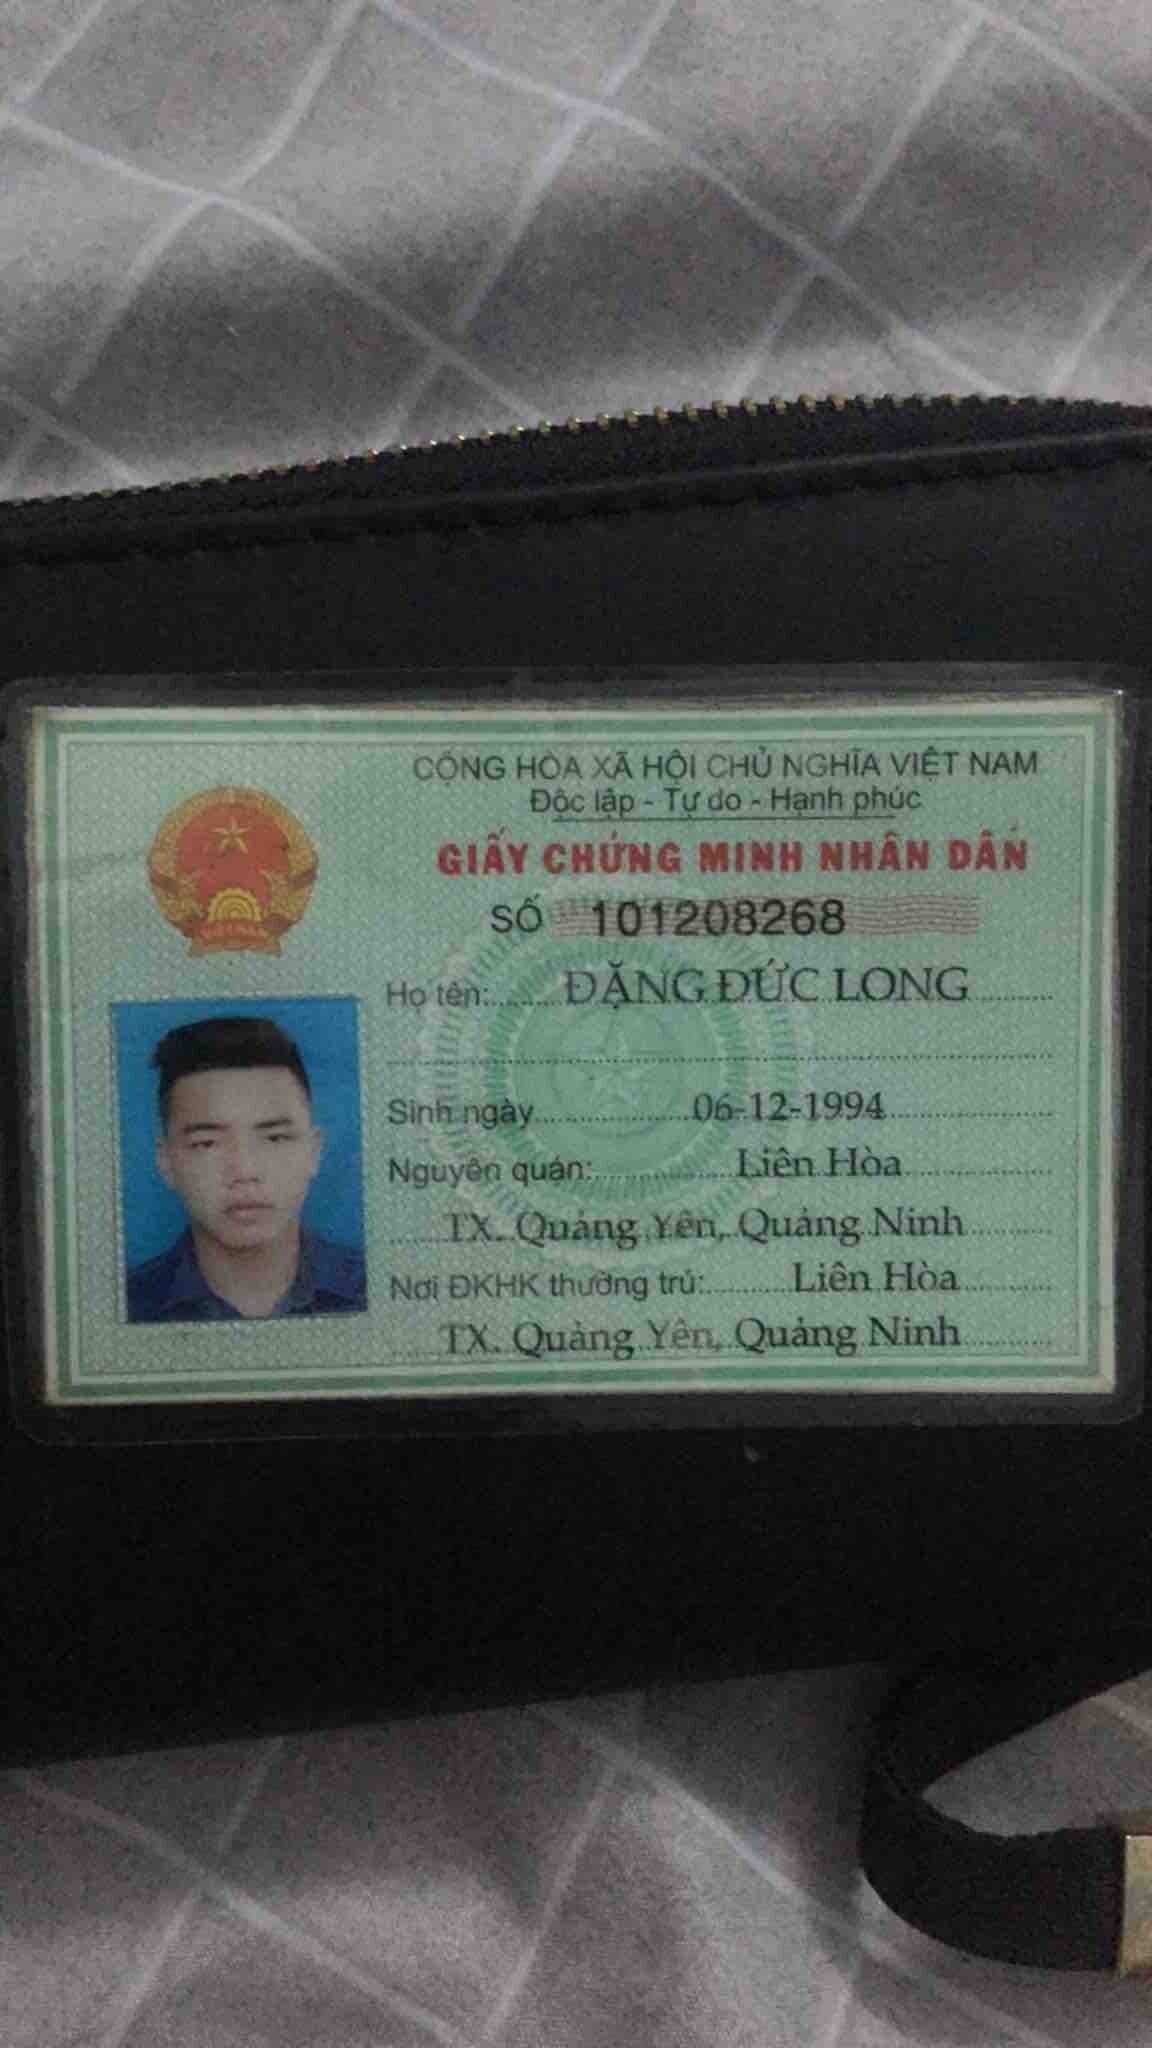 CỘNG HÒA XÃ HỘI CHỦ NGHĨA VIỆT NAM
Độc lập - Tự do - Hạnh phúc
GIẤY CHỨNG MINH NHÂN DÂN
SỐ 101208268
Họ tên: ĐẶNG ĐỨC LONG
Sinh ngày 06-12-1994
Nguyên quán: Liên Hòa
TX. Quảng Yên, Quảng Ninh
Nơi ĐKHK thường trú: Liên Hòa
TX. Quảng Yên, Quảng Ninh
VIỆT NAM